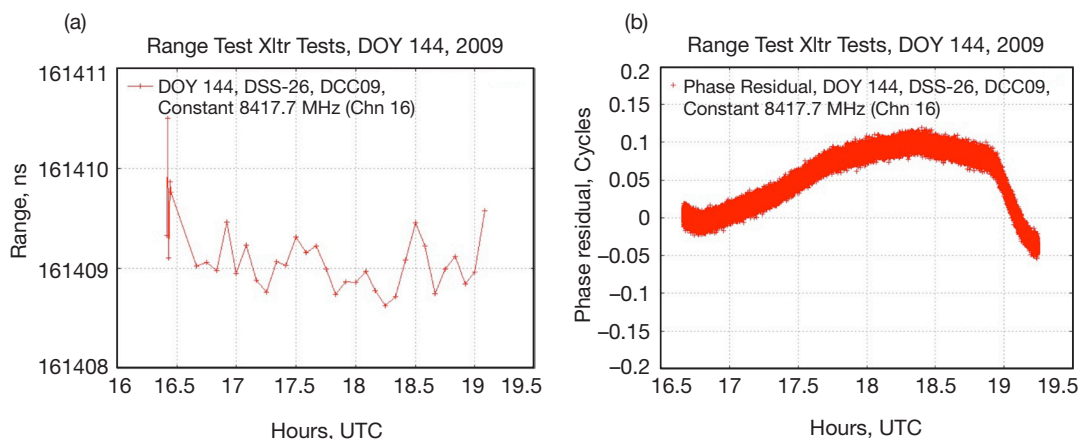 (a)
Range Test Xltr Tests, DOY 144, 2009
161411
161410
161409
161408
Range, ns
DOY 144, DSS-26, DCC09,
Constant 8417.7 MHz (Chn 16)
16 16.5 17 17.5 18 18.5 19 19.5
Hours, UTC
(b)
Range Test Xltr Tests, DOY 144, 2009
0.2
0.15
0.10
0.05
0
–0.05
–0.1
–0.15
–0.2
Phase residual, Cycles
Phase Residual, DOY 144, DSS-26, DCC09,
Constant 8417.7 MHz (Chn 16)
16.5 17 17.5 18 18.5 19 19.5
Hours, UTC